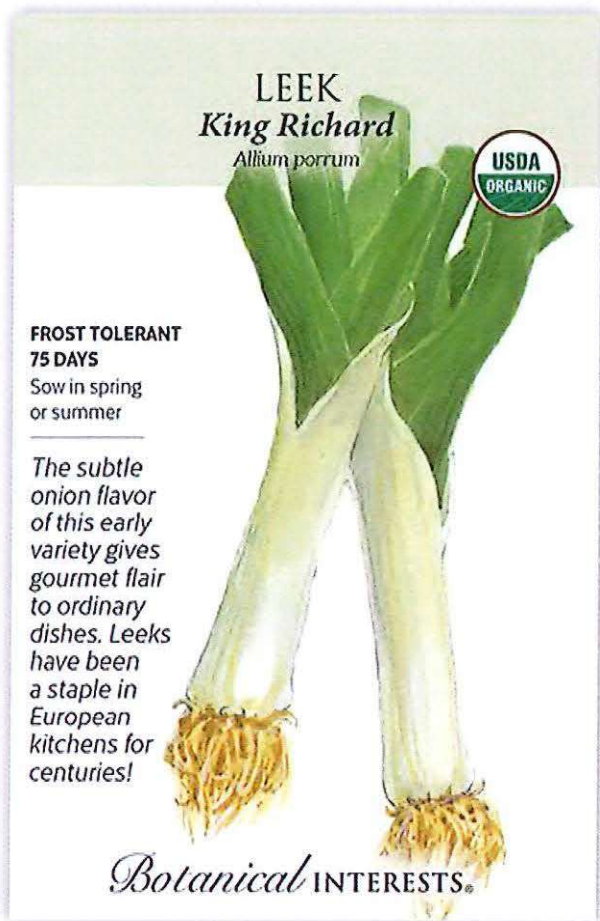 LEEK
King Richard
Allium porrum
USDA
ORGANIC
FROST TOLERANT
75 DAYS
Sow in spring
or summer
The subtle
onion flavor
of this early
variety gives
gourmet flair
to ordinary
dishes. Leeks
have been
a staple in
European
kitchens for
centuries!
Botanical INTERESTS®